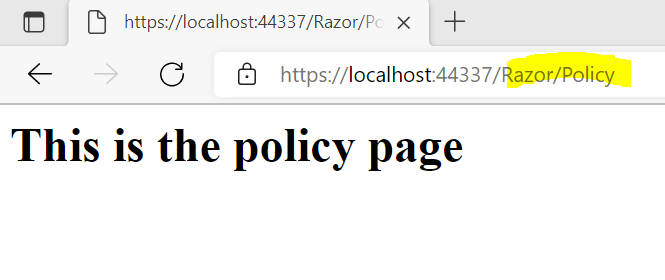 https://localhost:44337/Razor/Po
https://localhost:44337/Razor/Policy
This is the policy page